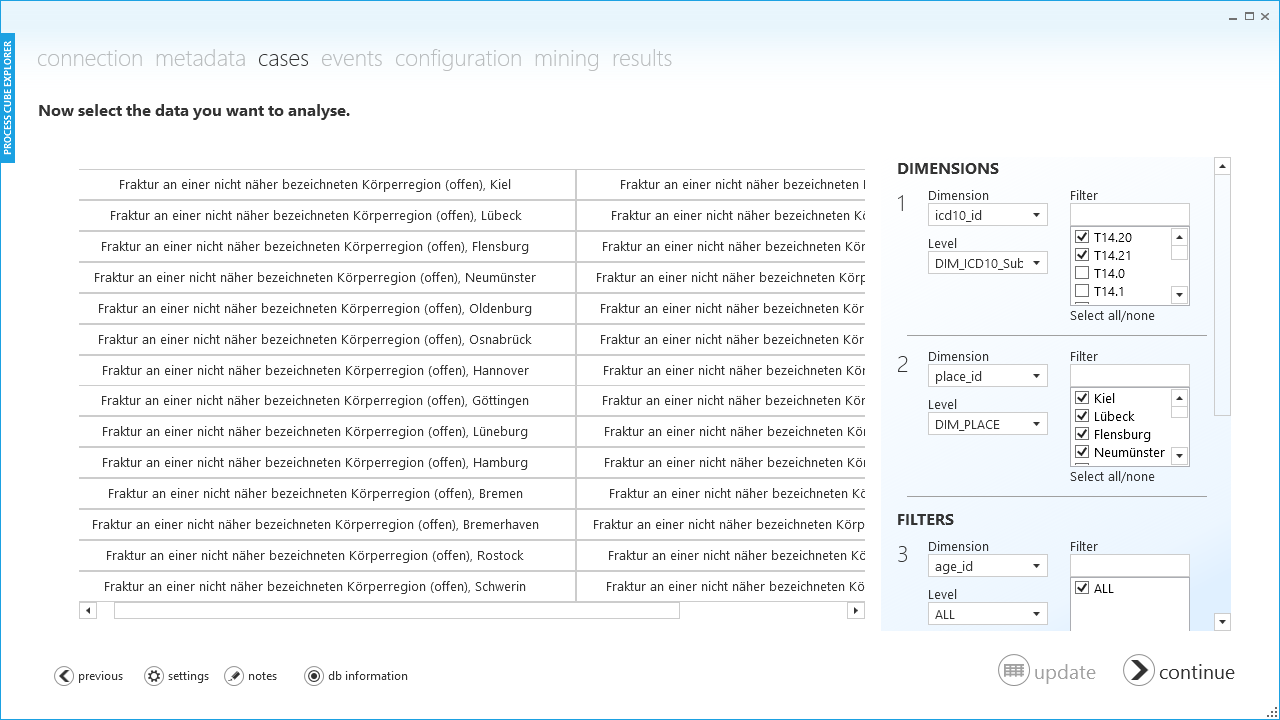 PROCESS CUBE EXPLORER
connection metadata cases events configuration mining results
Now select the data you want to analyse.
Fraktur an einer nicht näher bezeichneten Körperregion (offen), Kiel
Fraktur an einer nicht näher bezeichneten
Fraktur an einer nicht näher bezeichneten Körperregion (offen), Lübeck
Fraktur an einer nicht näher bezeichneten Kö
Fraktur an einer nicht näher bezeichneten Körperregion (offen), Flensburg
Fraktur an einer nicht näher bezeichneten Kör
Fraktur an einer nicht näher bezeichneten Körperregion (offen), Neumünster
Fraktur an einer nicht näher bezeichneten Körp
Fraktur an einer nicht näher bezeichneten Körperregion (offen), Oldenburg
Fraktur an einer nicht näher bezeichneten Kör
Fraktur an einer nicht näher bezeichneten Körperregion (offen), Osnabrück
Fraktur an einer nicht näher bezeichneten Kör
Fraktur an einer nicht näher bezeichneten Körperregion (offen), Hannover
Fraktur an einer nicht näher bezeichneten Kör
Fraktur an einer nicht näher bezeichneten Körperregion (offen), Göttingen
Fraktur an einer nicht näher bezeichneten Kör
Fraktur an einer nicht näher bezeichneten Körperregion (offen), Lüneburg
Fraktur an einer nicht näher bezeichneten Kör
Fraktur an einer nicht näher bezeichneten Körperregion (offen), Hamburg
Fraktur an einer nicht näher bezeichneten Kör
Fraktur an einer nicht näher bezeichneten Körperregion (offen), Bremen
Fraktur an einer nicht näher bezeichneten Kö
Fraktur an einer nicht näher bezeichneten Körperregion (offen), Bremerhaven
Fraktur an einer nicht näher bezeichneten Körp
Fraktur an einer nicht näher bezeichneten Körperregion (offen), Rostock
Fraktur an einer nicht näher bezeichneten Kö
Fraktur an einer nicht näher bezeichneten Körperregion (offen), Schwerin
Fraktur an einer nicht näher bezeichneten Kö
DIMENSIONS
1
Dimension
icd10_id
Level
DIM_ICD10_Sub
Filter
T14.20
T14.21
T14.0
T14.1
Select all/none
2
Dimension
place_id
Level
DIM_PLACE
Filter
Kiel
Lübeck
Flensburg
Neumünster
Select all/none
FILTERS
3
Dimension
age_id
Level
ALL
Filter
ALL
previous settings notes db information
update continue